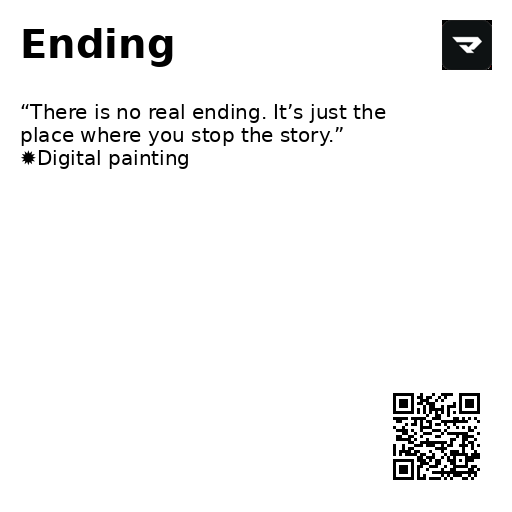 Ending
“There is no real ending. It’s just the
place where you stop the story.”
✹Digital painting